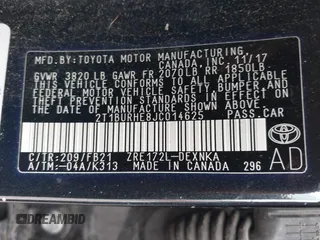 MFD.BY:TOYOTA MOTOR MANUFACTURING
CANADA, INC. 11/17
GVWR 3820 LB GAWR FR 2020LB RR 1850LB
THIS VEHICLE CONFORMS TO ALL APPLICABLE
FEDERAL MOTOR VEHICLE SAFETY, BUMPER, AND
THEFT PREVENTION STANDARDS IN EFFECT ON
THE DATE OF MANUFACTURE SHOWN ABOVE.
2T1BURHE8JC014625 PASS.CAR
C/TR:209/FB21 ZRE172L-DEXNKA
A/TM:-04A/K313 MADE IN CANADA 296
AD
TOYOTA
DREAMBID